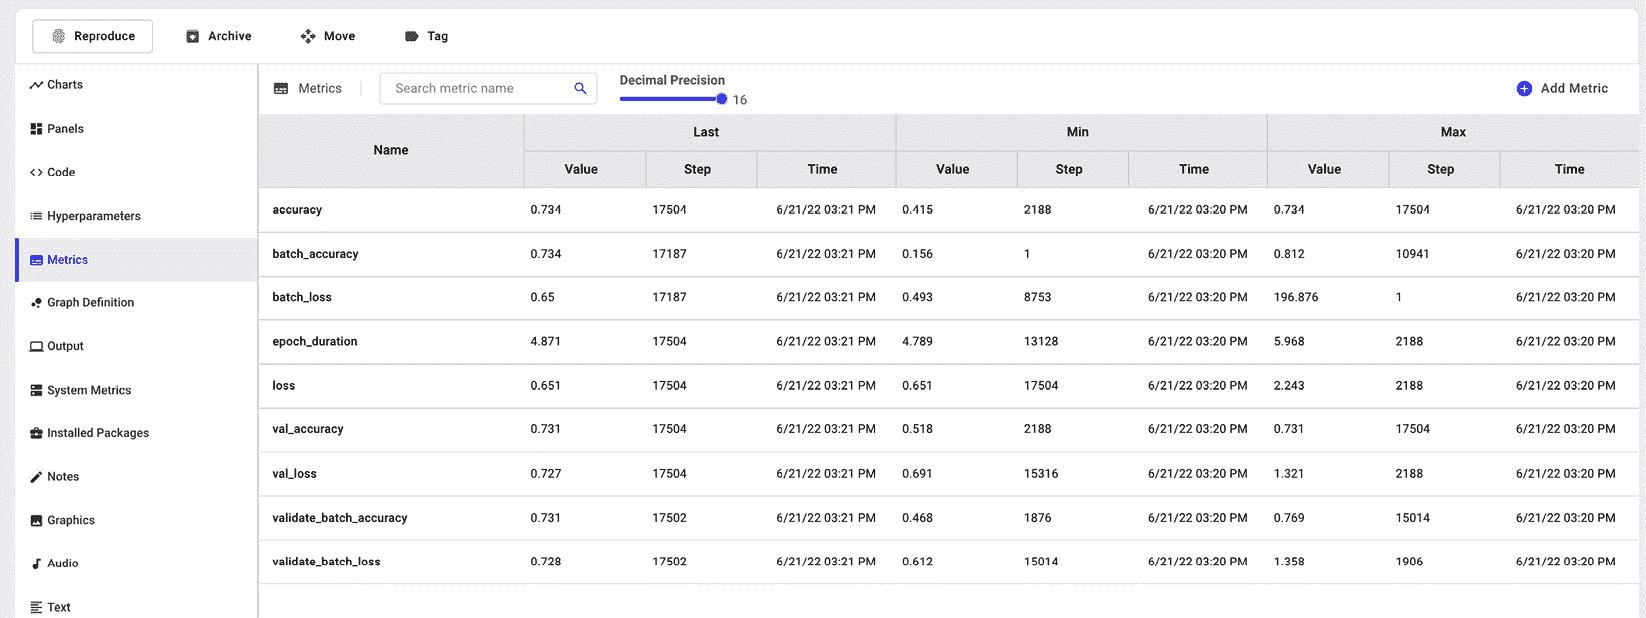 Reproduce Archive Move Tag
Charts
Panels
Code
Hyperparameters
Metrics
Graph Definition
Output
System Metrics
Installed Packages
Notes
Graphics
Audio
Text
Metrics Search metric name Decimal Precision 16 Add Metric
Name Last Min Max
Value Step Time Value Step Time Value Step Time
accuracy 0.734 17504 6/21/22 03:21 PM 0.415 2188 6/21/22 03:20 PM 0.734 17504 6/21/22 03:20 PM
batch_accuracy 0.734 17187 6/21/22 03:21 PM 0.156 1 6/21/22 03:20 PM 0.812 10941 6/21/22 03:20 PM
batch_loss 0.65 17187 6/21/22 03:21 PM 0.493 8753 6/21/22 03:20 PM 196.876 1 6/21/22 03:20 PM
epoch_duration 4.871 17504 6/21/22 03:21 PM 4.789 13128 6/21/22 03:20 PM 5.968 2188 6/21/22 03:20 PM
loss 0.651 17504 6/21/22 03:21 PM 0.651 17504 6/21/22 03:20 PM 2.243 2188 6/21/22 03:20 PM
val_accuracy 0.731 17504 6/21/22 03:21 PM 0.518 2188 6/21/22 03:20 PM 0.731 17504 6/21/22 03:20 PM
val_loss 0.727 17504 6/21/22 03:21 PM 0.691 15316 6/21/22 03:20 PM 1.321 2188 6/21/22 03:20 PM
validate_batch_accuracy 0.731 17502 6/21/22 03:21 PM 0.468 1876 6/21/22 03:20 PM 0.769 15014 6/21/22 03:20 PM
validate_batch_loss 0.728 17502 6/21/22 03:21 PM 0.612 15014 6/21/22 03:20 PM 1.358 1906 6/21/22 03:20 PM